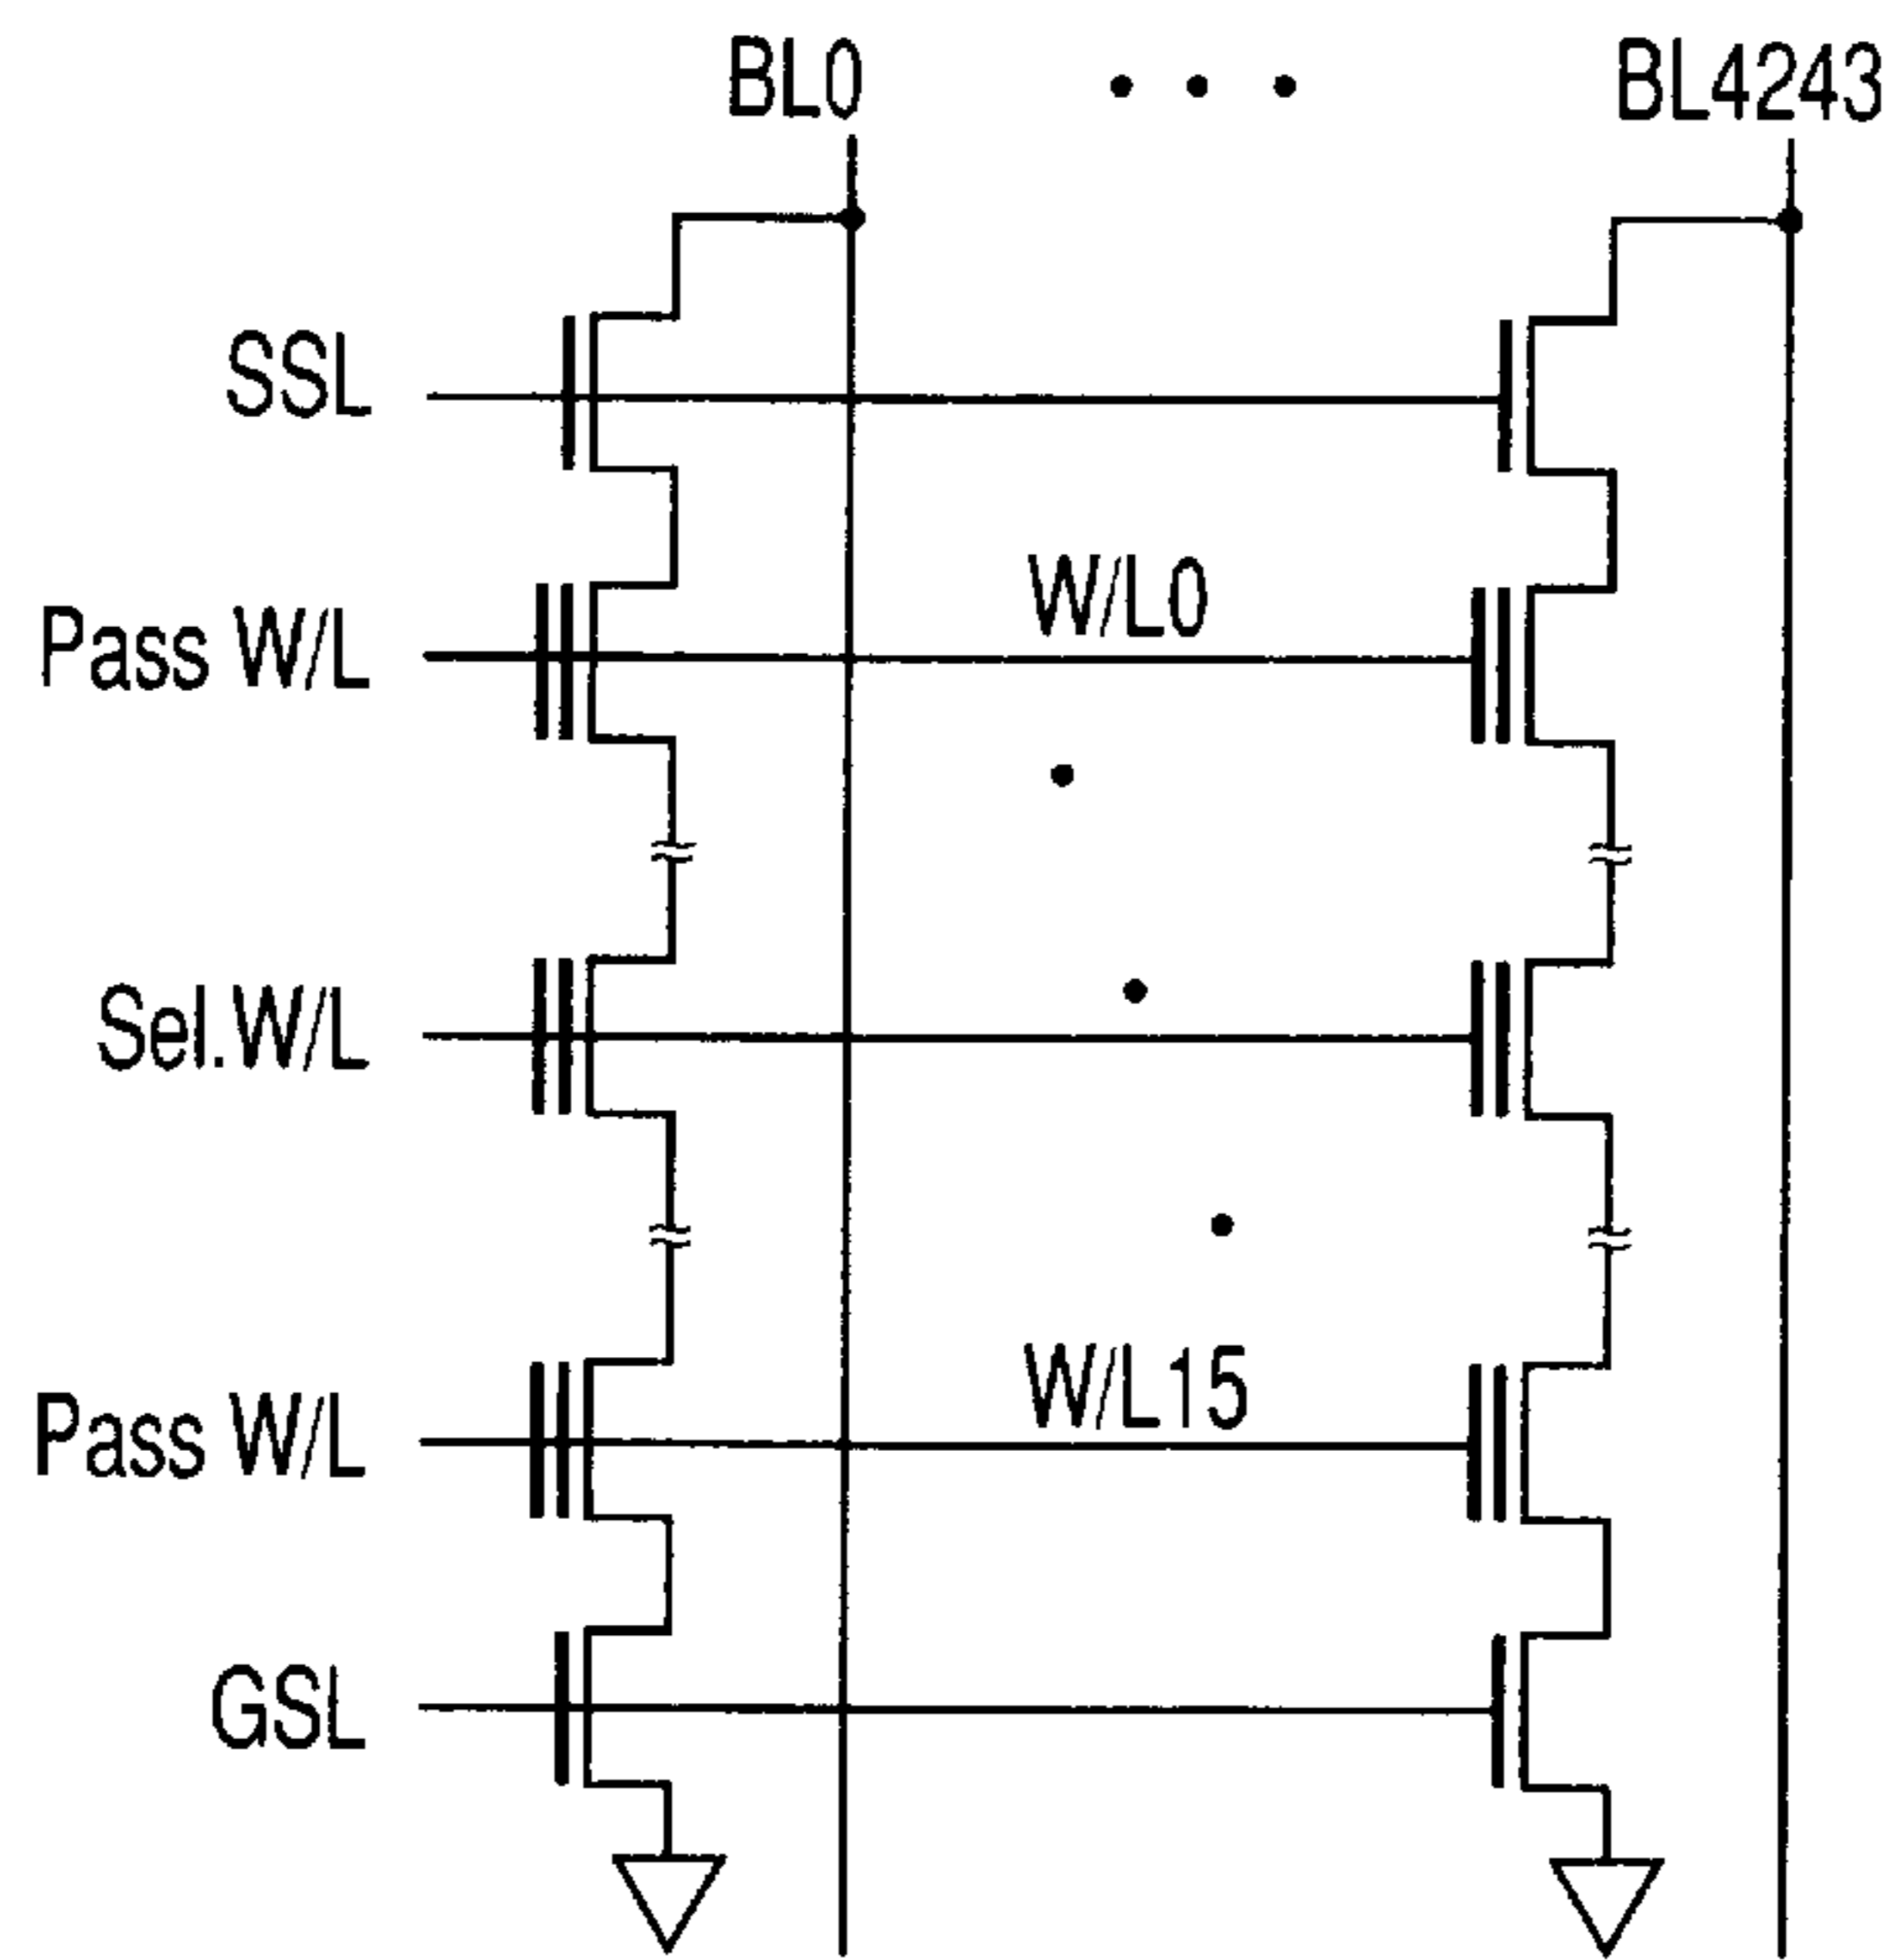 BL0 • • • BL4243
SSL
W/L0
Pass W/L
Sel.W/L
W/L15
Pass W/L
GSL